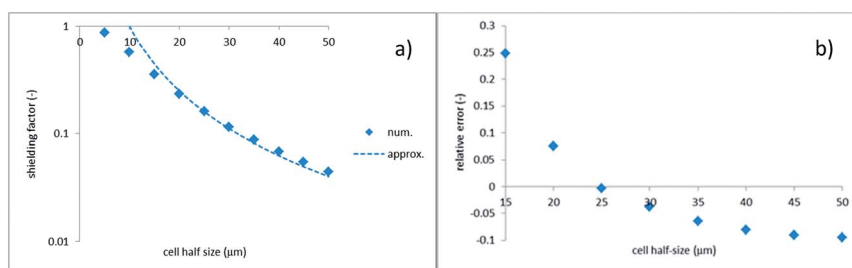 a)
1
0.1
0.01
shielding factor (-)
0 10 20 30 40 50
cell half size (µm)
num.
approx.
b)
0.3
0.25
0.2
0.15
0.1
0.05
0
-0.05
-0.1
relative error (-)
15 20 25 30 35 40 45 50
cell half-size (µm)